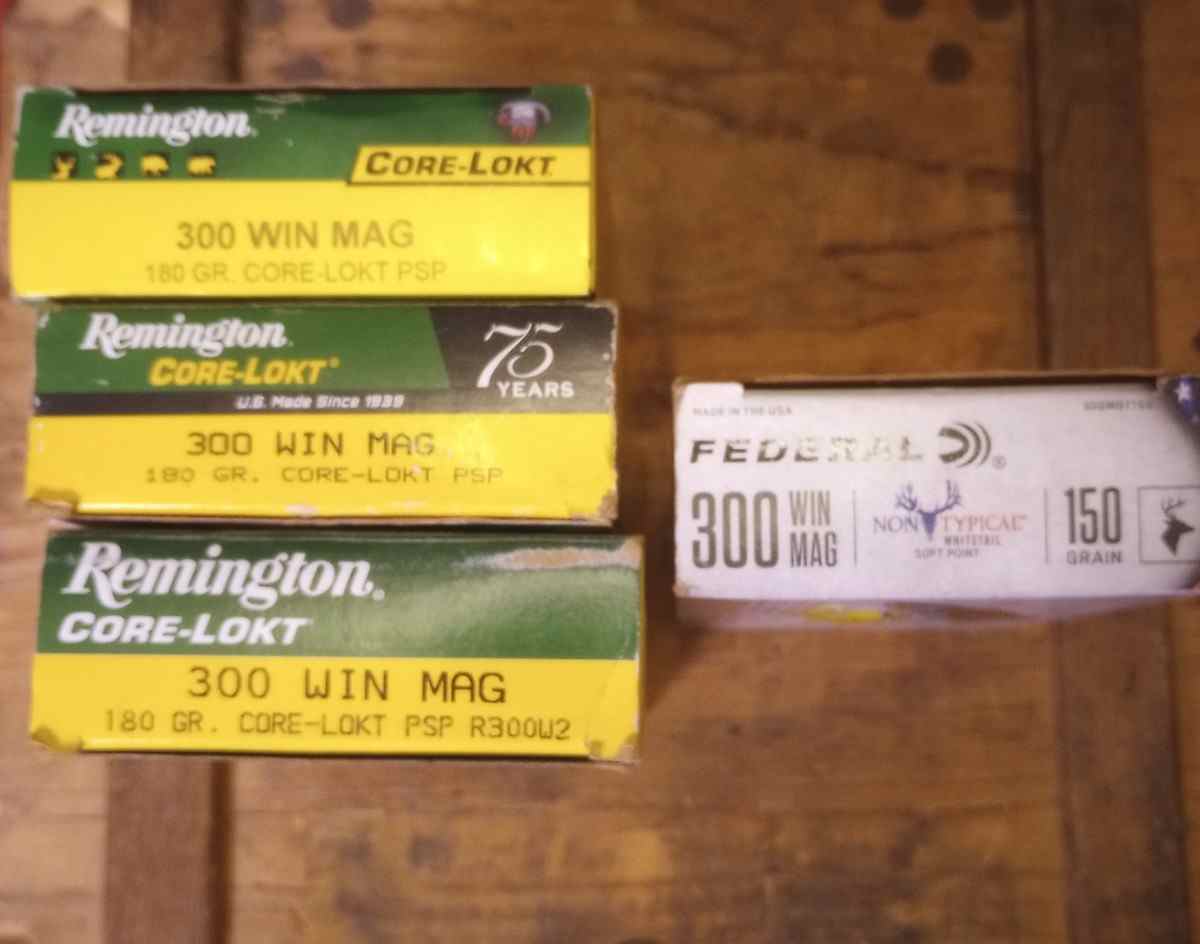 Remington
CORE-LOKT
300 WIN MAG
180 GR. CORE-LOKT PSP
Remington
CORE-LOKT
75
YEARS
U.S. Made Since 1939
300 WIN MAG
180 GR. CORE-LOKT PSP
Remington
CORE-LOKT
300 WIN MAG
180 GR. CORE-LOKT PSP R300W2
MADE IN THE USA
FEDERAL
300 WIN MAG
NON TYPICAL™
WHITETAIL
SOFT POINT
150
GRAIN